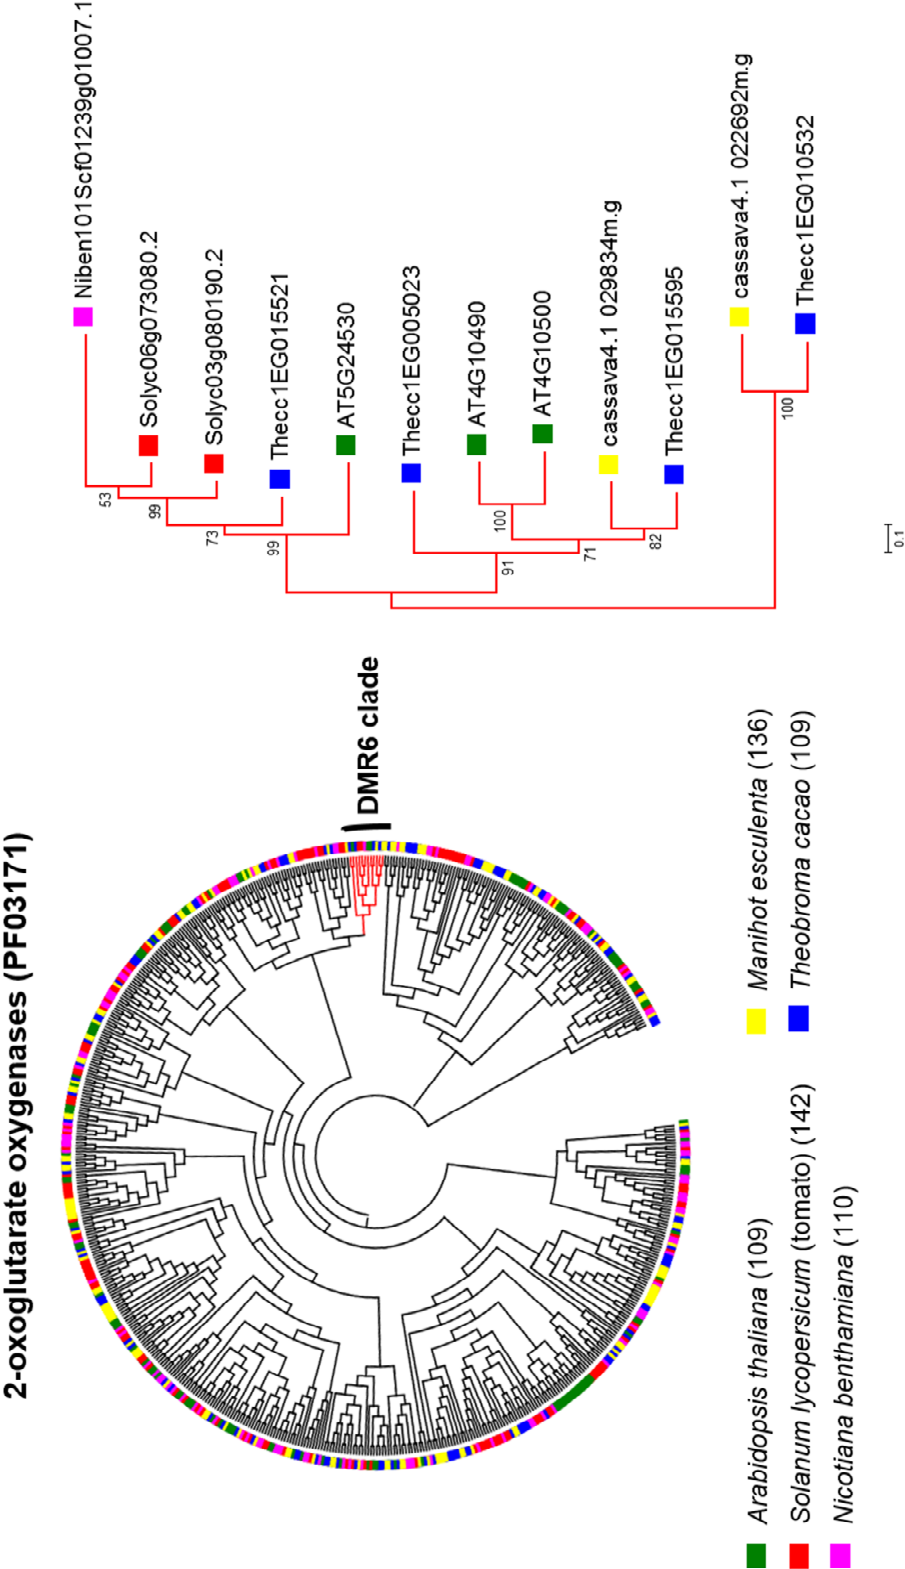 2-oxoglutarate oxygenases (PF03171)
DMR6 clade
Arabidopsis thaliana (109)
Solanum lycopersicum (tomato) (142)
Nicotiana benthamiana (110)
Manihot esculenta (136)
Theobroma cacao (109)
Niben101Scf01239g01007.1
Solyc06g073080.2
Solyc03g080190.2
Thecc1EG015521
AT5G24530
Thecc1EG005023
AT4G10490
AT4G10500
cassava4.1 029834m.g
Thecc1EG015595
cassava4.1 022692m.g
Thecc1EG010532
53
99
73
99
100
91
71
82
100
0.1